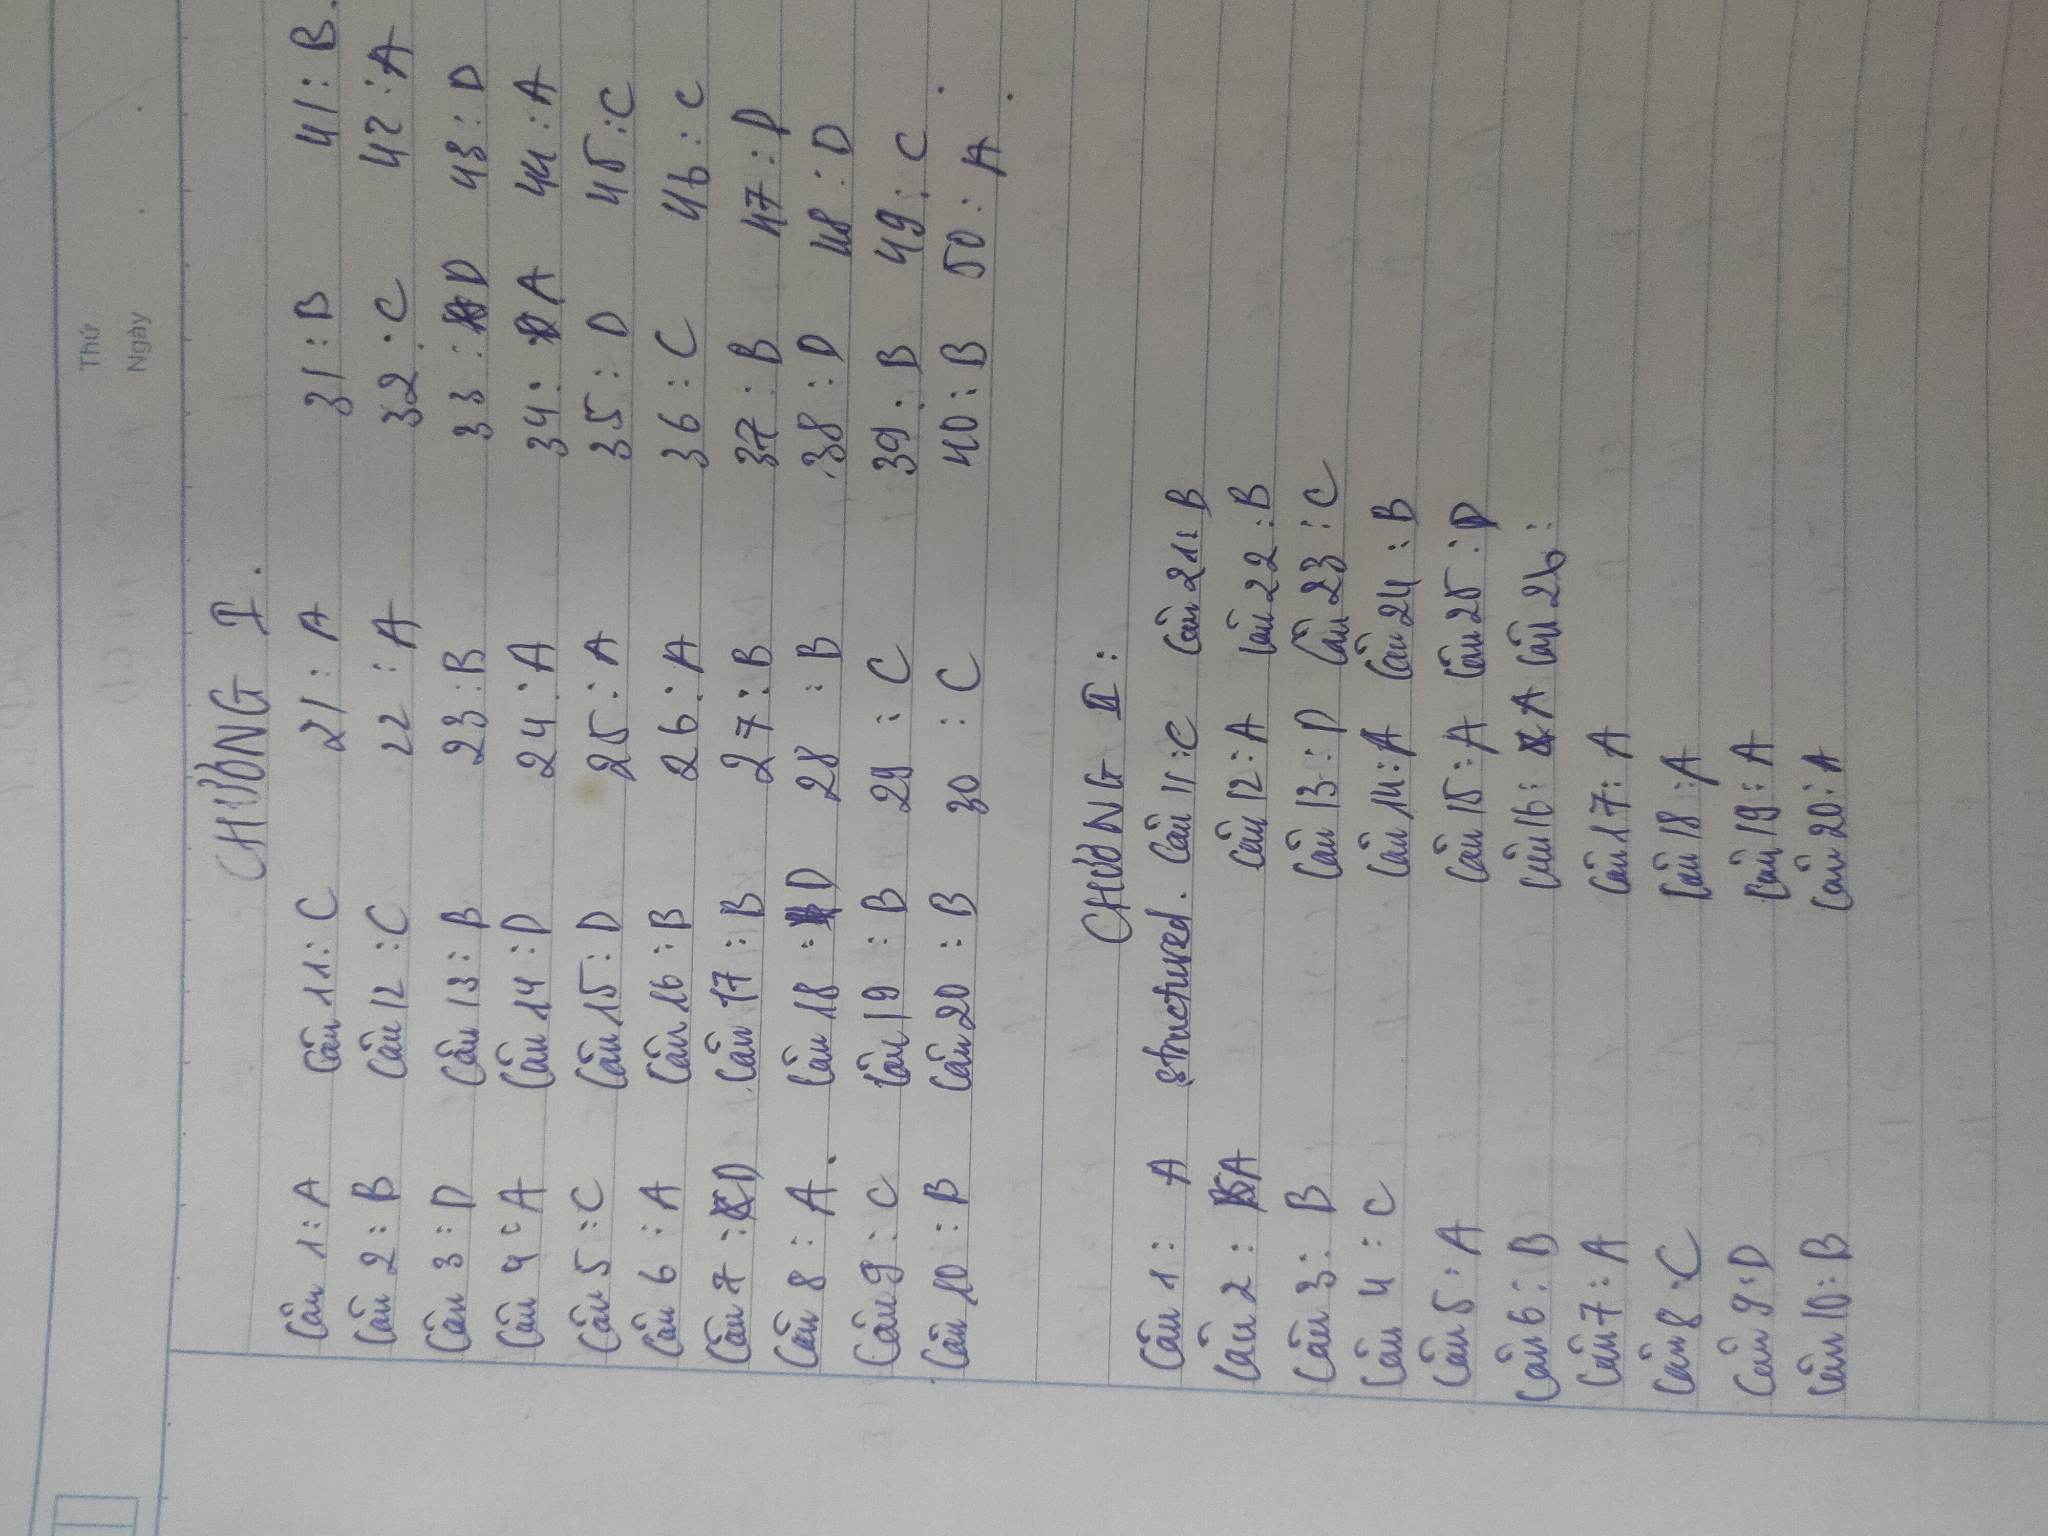 Thứ
Ngày
CHƯƠNG I.
Câu 1: A Câu 11: C 21: A 31: B 41: B.
Câu 2: B Câu 12: C 22: A 32: C 42: A
Câu 3: D Câu 13: B 23: B 33: D 43: D
Câu 4: A Câu 14: D 24: A 34: A 44: A
Câu 5: C Câu 15: D 25: A 35: D 45: C
Câu 6: A Câu 16: B 26: A 36: C 46: C
Câu 7: D Câu 17: B 27: B 37: B 47: D
Câu 8: A. Câu 18: D 28: B 38: D 48: D
Câu 9: C Câu 19: B 29: C 39: B 49: C.
Câu 10: B Câu 20: B 30: C 40: B 50: A.
CHƯƠNG II:
Câu 1: A structured. Câu 11: C Câu 21: B
Câu 2: A Câu 12: A Câu 22: B
Câu 3: B Câu 13: D Câu 23: C
Câu 4: C Câu 14: A Câu 24: B
Câu 5: A Câu 15: A Câu 25: D
Câu 6: B Câu 16: A Câu 26:
Câu 7: A Câu 17: A
Câu 8: C Câu 18: A
Câu 9: D Câu 19: A
Câu 10: B Câu 20: A